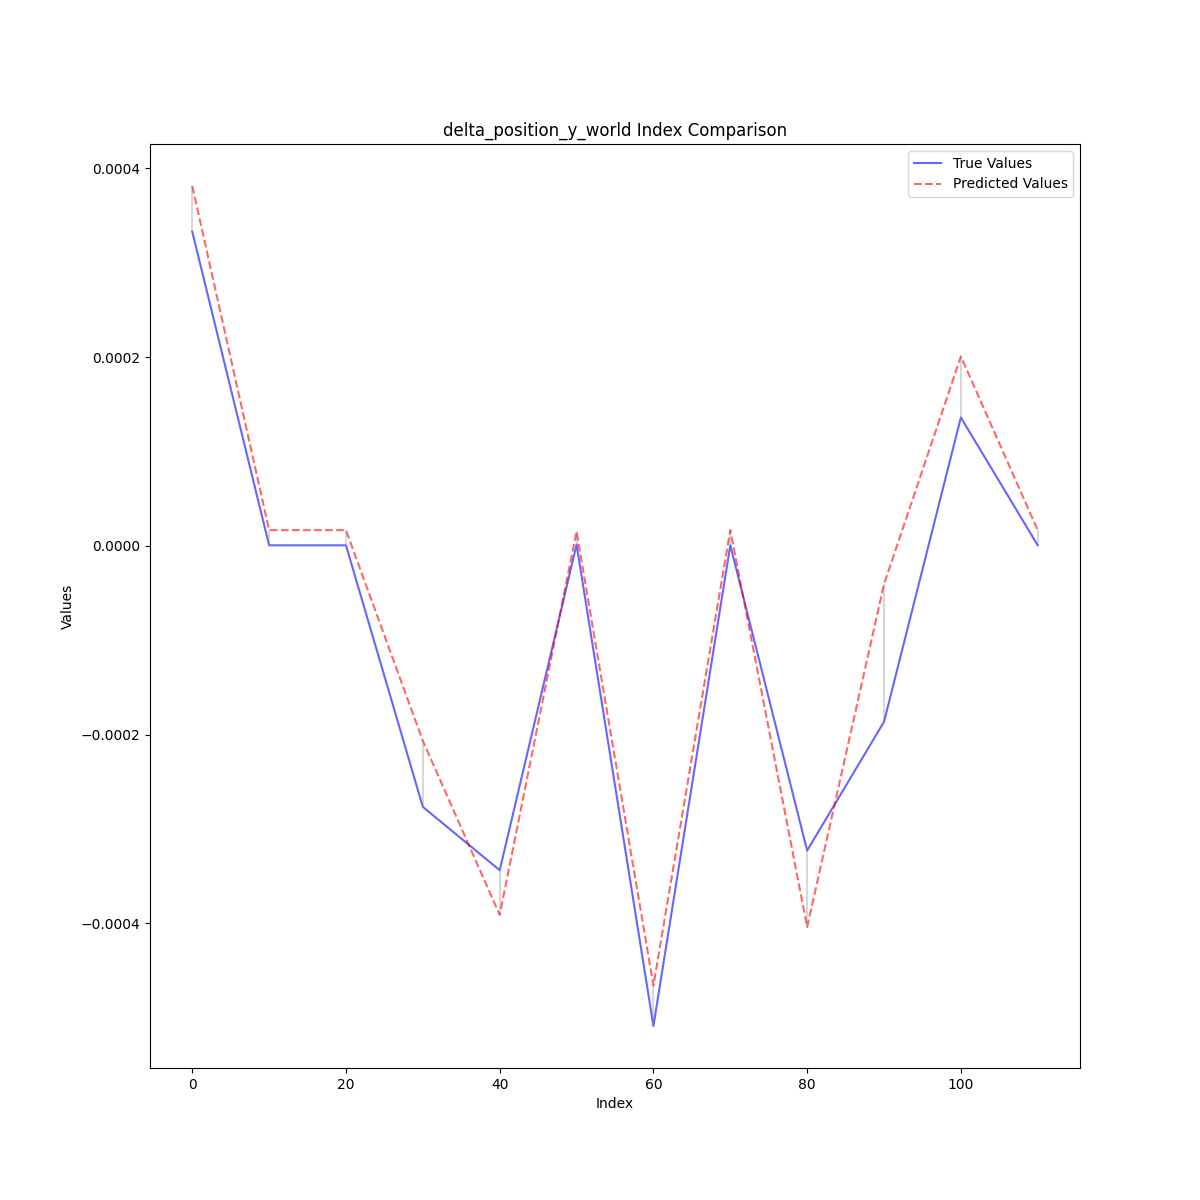 delta_position_y_world Index Comparison
True Values
Predicted Values
0.0004
0.0002
0.0000
−0.0002
−0.0004
Values
0 20 40 60 80 100
Index